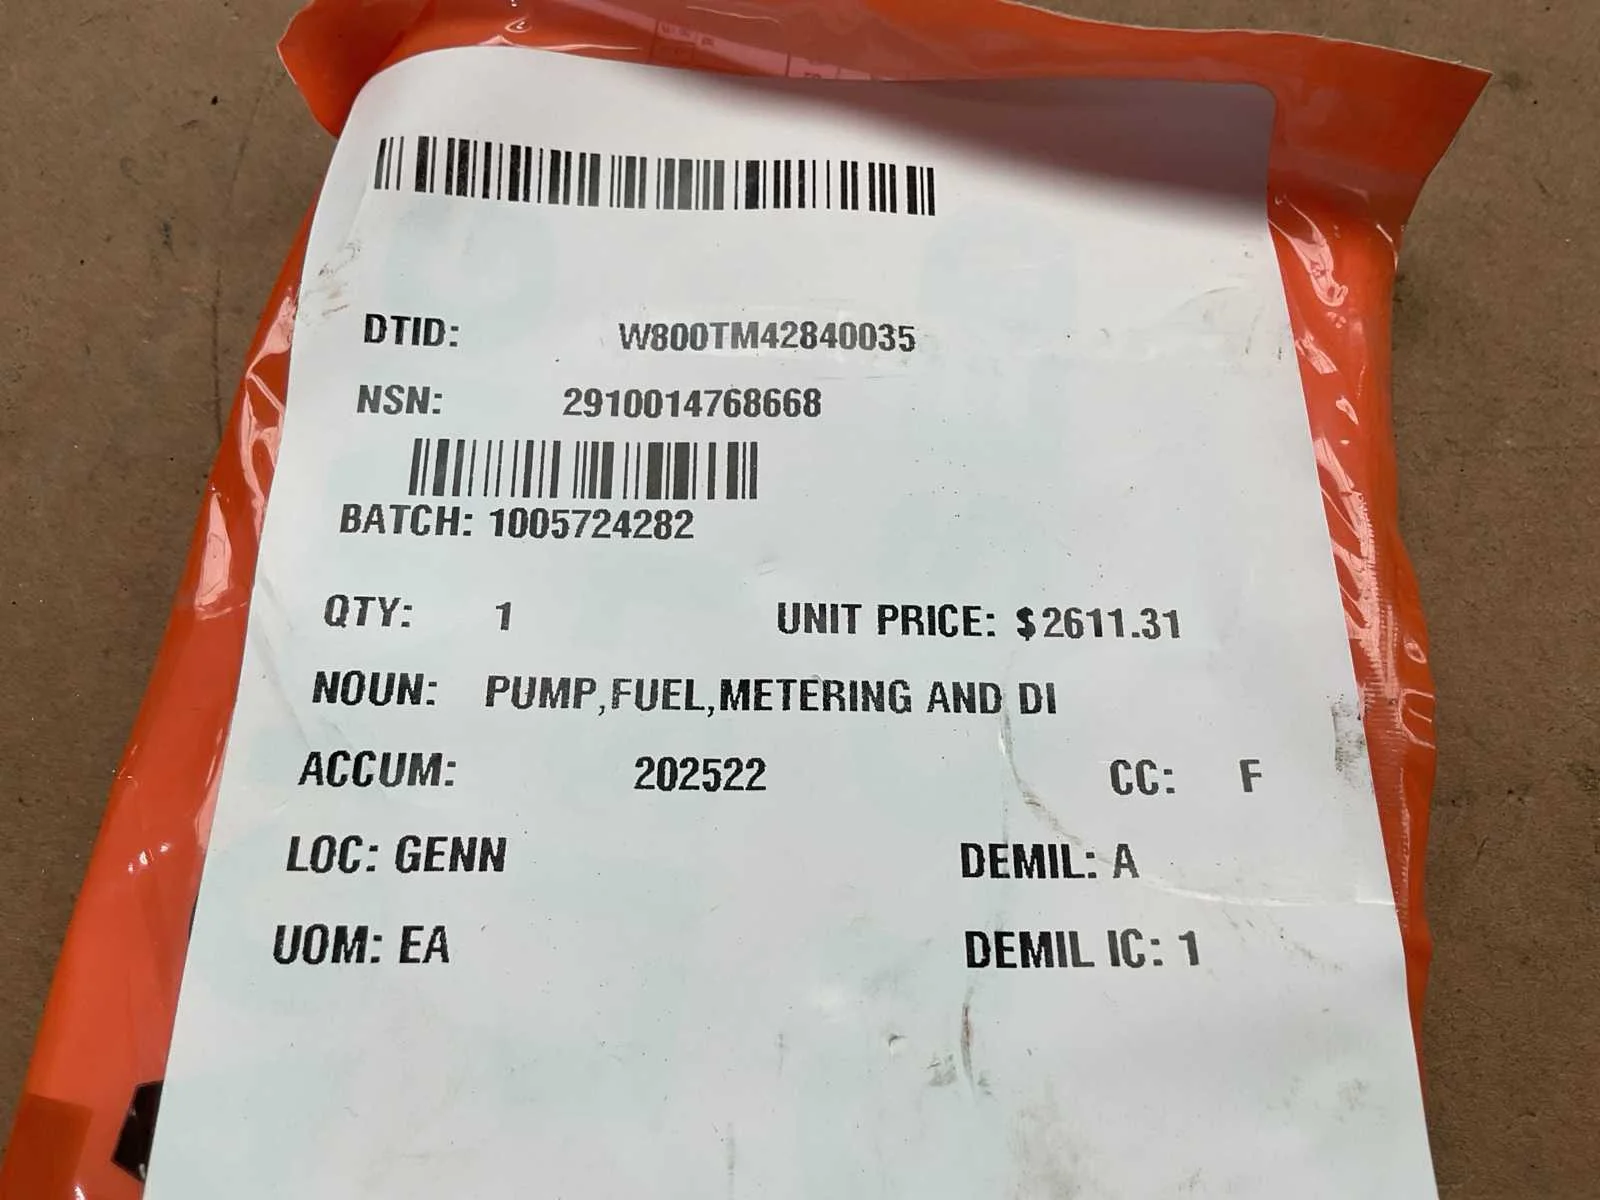 DTID: W800TM42840035
NSN: 2910014768668
BATCH: 1005724282
QTY: 1 UNIT PRICE: $2611.31
NOUN: PUMP,FUEL,METERING AND DI
ACCUM: 202522 CC: F
LOC: GENN DEMIL: A
UOM: EA DEMIL IC: 1